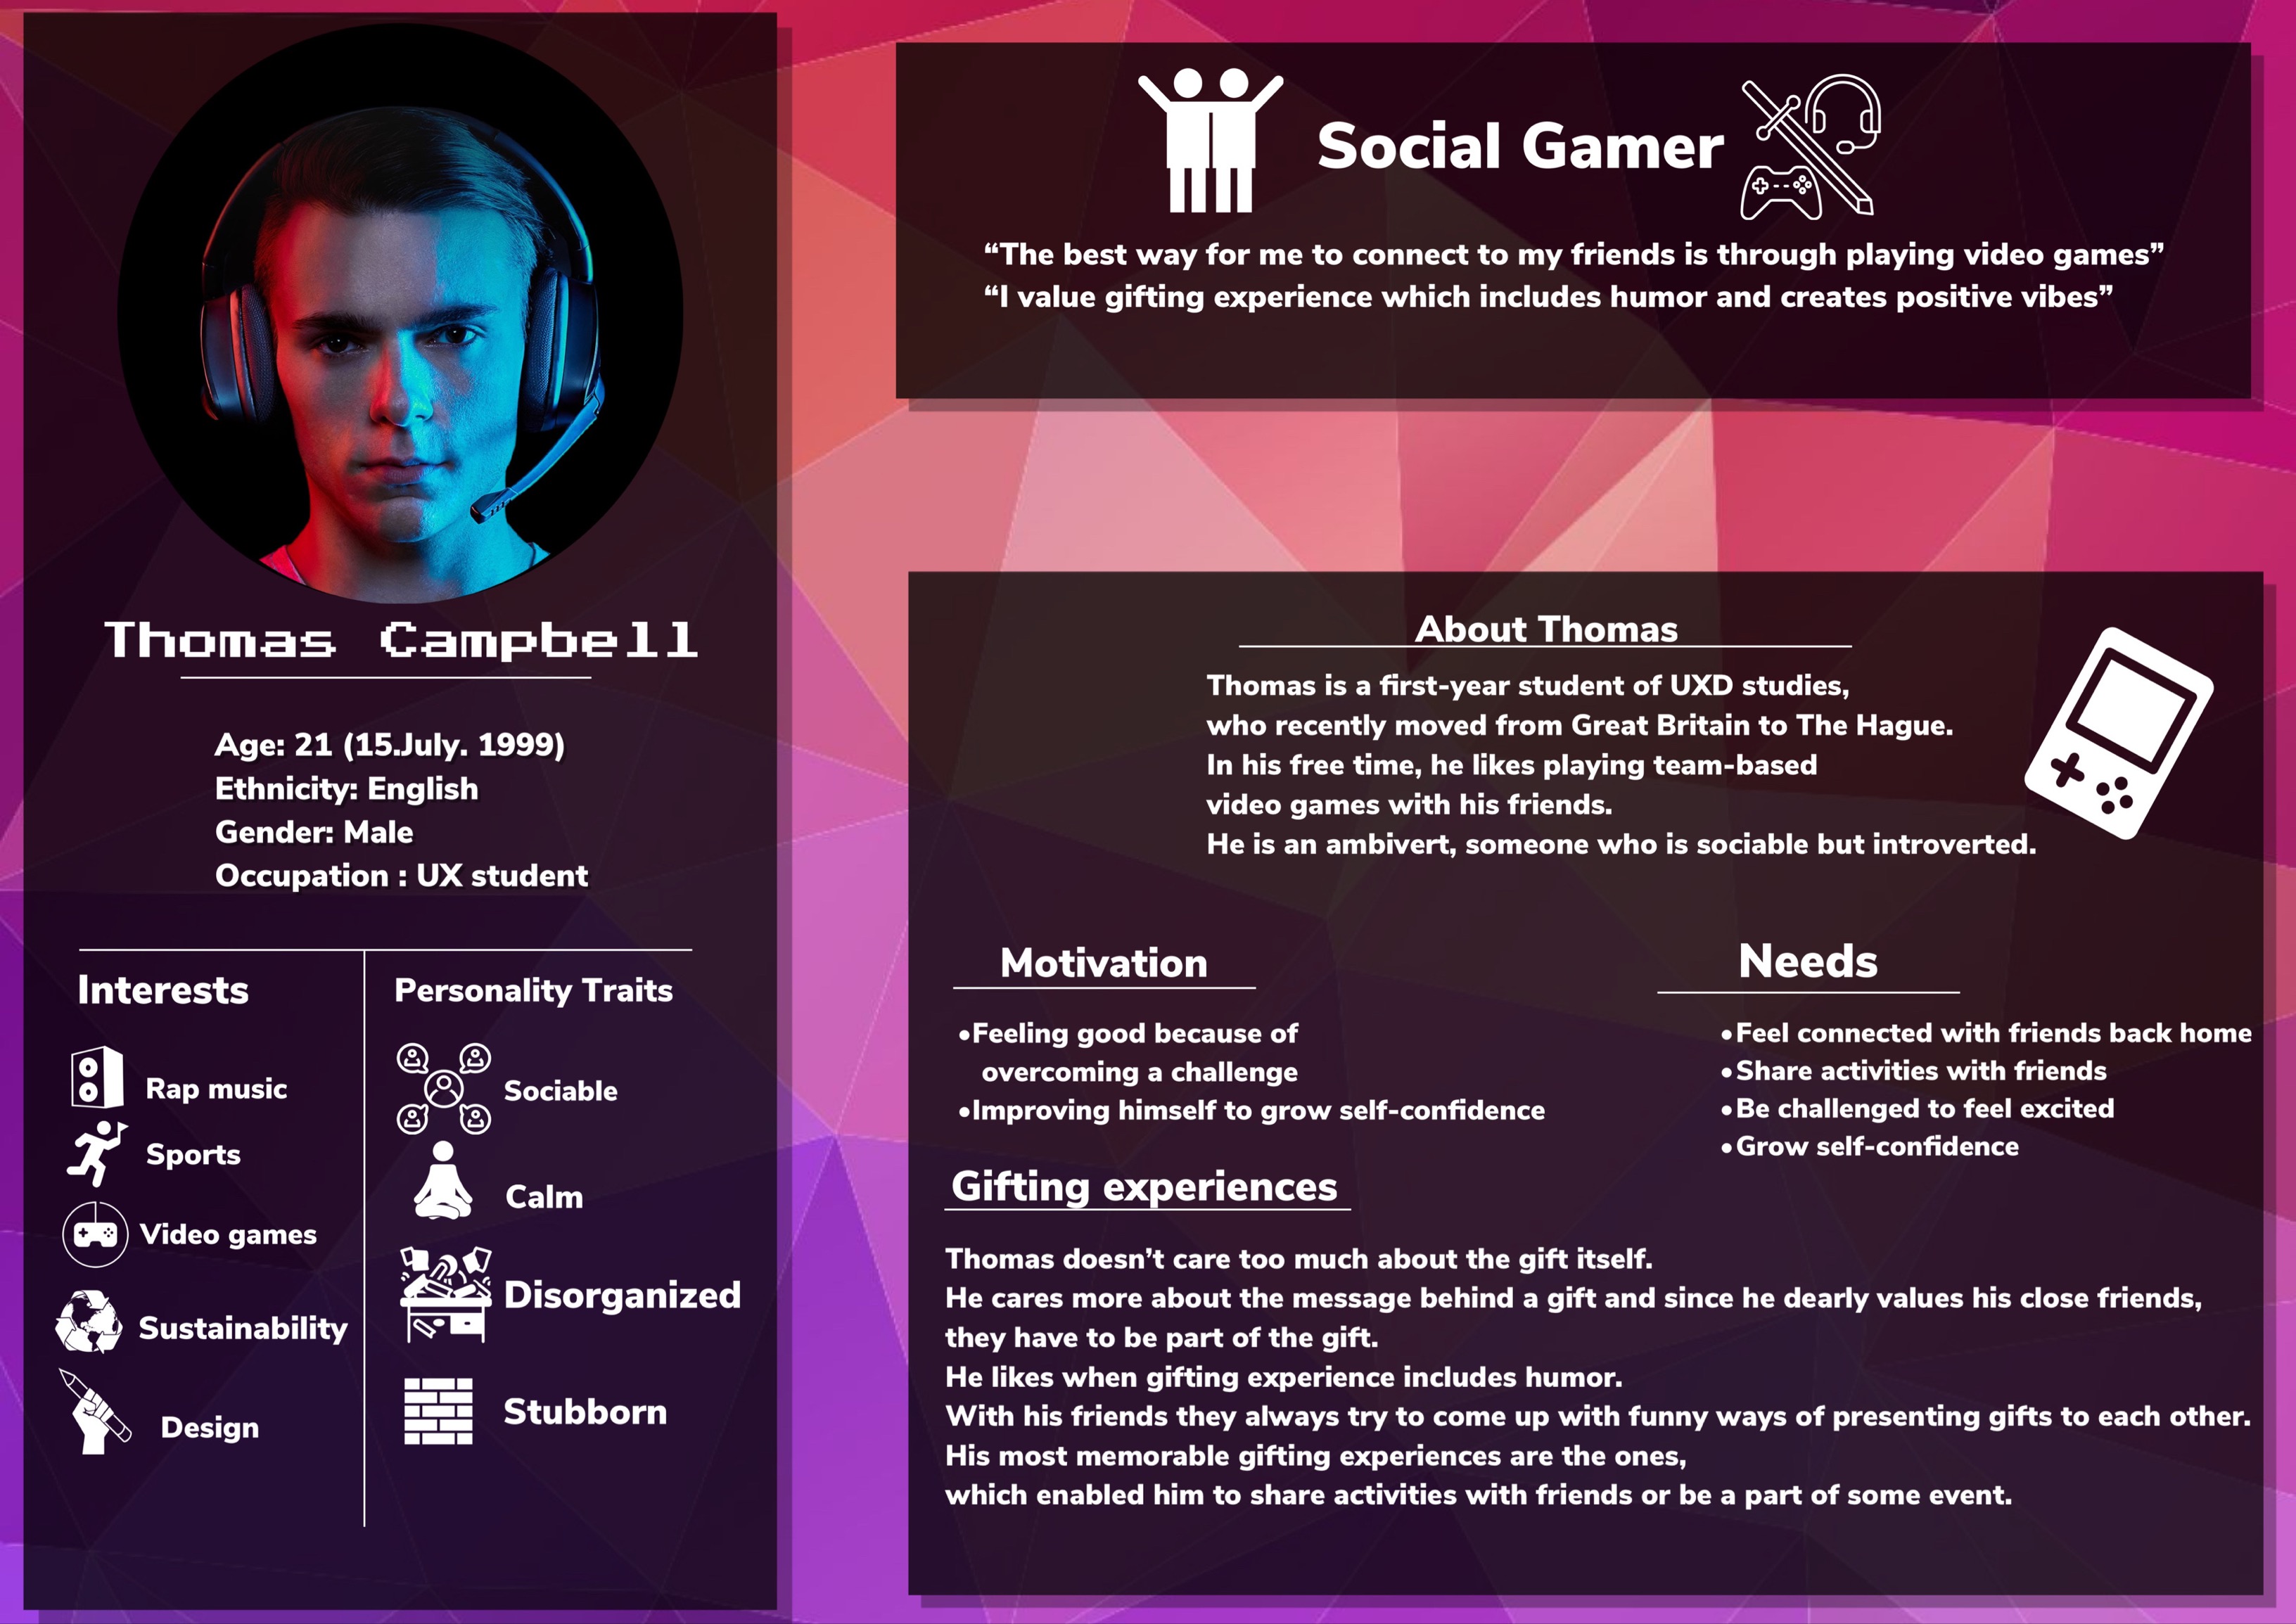 Thomas Campbell
Age: 21 (15.July. 1999)
Ethnicity: English
Gender: Male
Occupation : UX student
Interests
Rap music
Sports
Video games
Sustainability
Design
Personality Traits
Sociable
Calm
Disorganized
Stubborn
Social Gamer
“The best way for me to connect to my friends is through playing video games”
“I value gifting experience which includes humor and creates positive vibes”
About Thomas
Thomas is a first-year student of UXD studies,
who recently moved from Great Britain to The Hague.
In his free time, he likes playing team-based
video games with his friends.
He is an ambivert, someone who is sociable but introverted.
Motivation
•Feeling good because of
overcoming a challenge
•Improving himself to grow self-confidence
Needs
•Feel connected with friends back home
•Share activities with friends
•Be challenged to feel excited
•Grow self-confidence
Gifting experiences
Thomas doesn’t care too much about the gift itself.
He cares more about the message behind a gift and since he dearly values his close friends,
they have to be part of the gift.
He likes when gifting experience includes humor.
With his friends they always try to come up with funny ways of presenting gifts to each other.
His most memorable gifting experiences are the ones,
which enabled him to share activities with friends or be a part of some event.